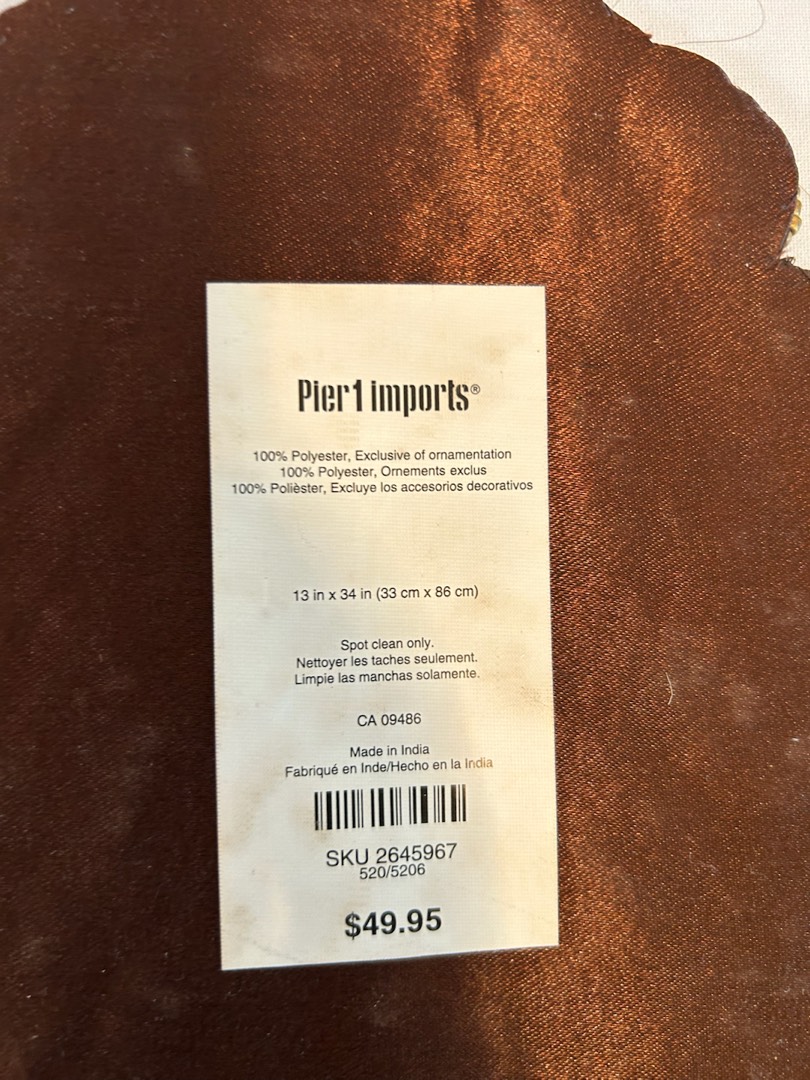 Pier1 imports®
100% Polyester, Exclusive of ornamentation
100% Polyester, Ornements exclus
100% Polièster, Excluye los accesorios decorativos
13 in x 34 in (33 cm x 86 cm)
Spot clean only.
Nettoyer les taches seulement.
Limpie las manchas solamente.
CA 09486
Made in India
Fabriqué en Inde/Hecho en la India
SKU 2645967
520/5206
$49.95